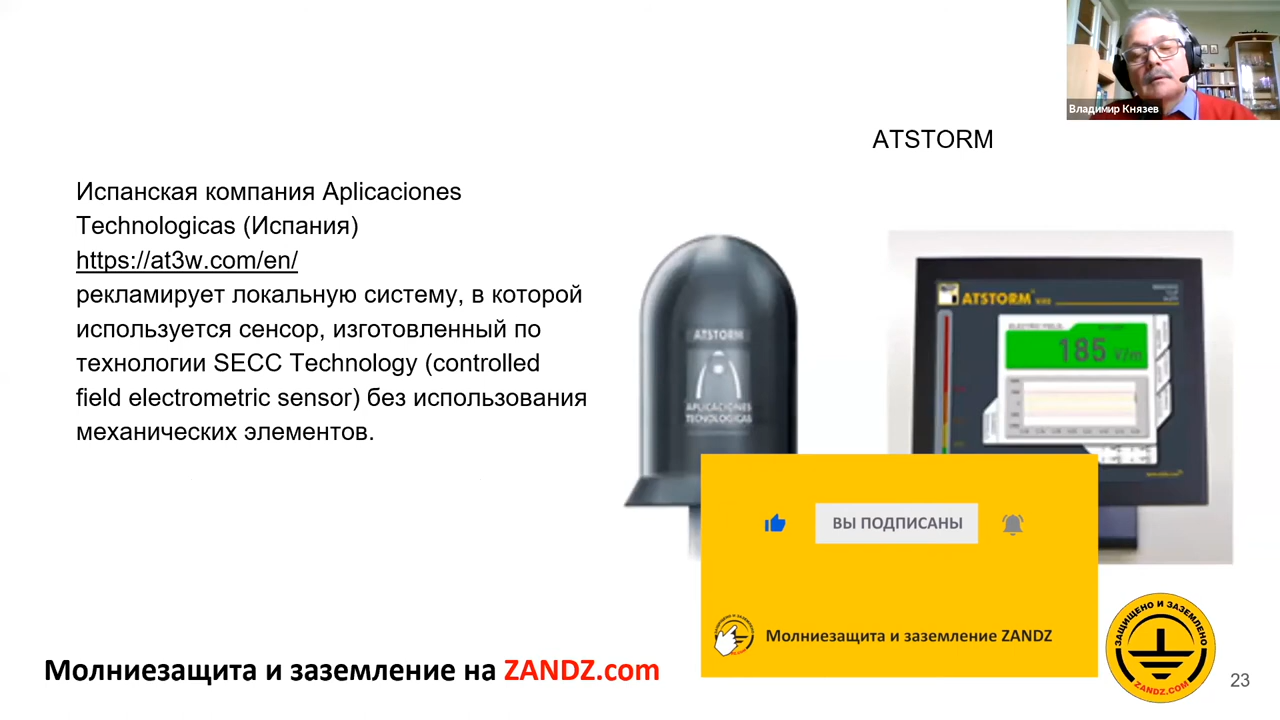 Владимир Князев
ATSTORM
Испанская компания Aplicaciones
Technologicas (Испания)
https://at3w.com/en/
рекламирует локальную систему, в которой
используется сенсор, изготовленный по
технологии SECC Technology (controlled
field electrometric sensor) без использования
механических элементов.
ATSTORM
APLICACIONES
TECNOLOGICAS
ATSTORM
ELECTRIC FIELD
185 V/m
ВЫ ПОДПИСАНЫ
Молниезащита и заземление ZANDZ
ЗАЩИЩЕНО И ЗАЗЕМЛЕНО
ZANDZ.COM
Молниезащита и заземление на ZANDZ.com
23